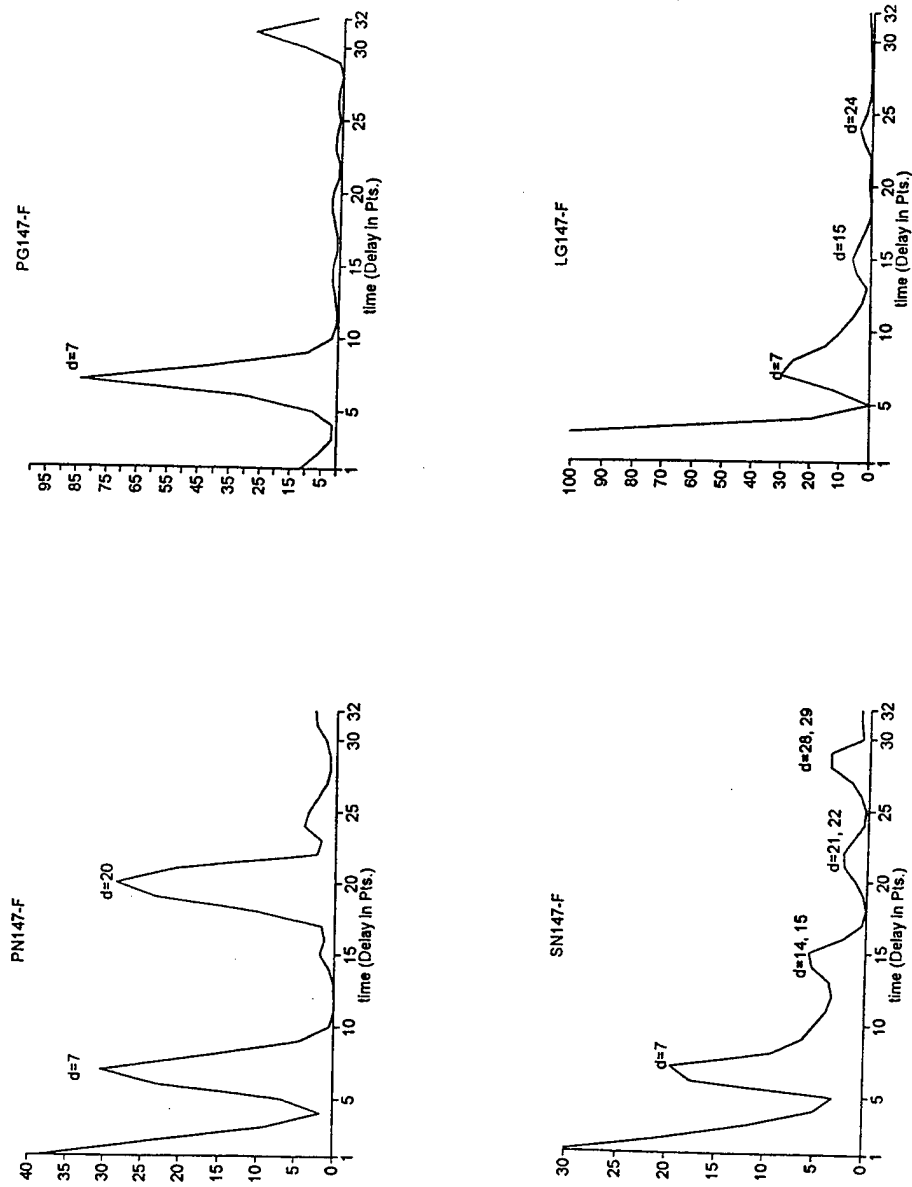 PN147-F
40
35
30
25
20
15
10
5
0
d=7
d=20
1 5 10 15 20 25 30 32
time (Delay in Pts.)
PG147-F
95
85
75
65
55
45
35
25
15
5
d=7
1 5 10 15 20 25 30 32
time (Delay in Pts.)
SN147-F
30
25
20
15
10
5
0
d=7
d=14, 15
d=21, 22
d=28, 29
1 5 10 15 20 25 30 32
time (Delay in Pts.)
LG147-F
100
90
80
70
60
50
40
30
20
10
0
d=7
d=15
d=24
1 5 10 15 20 25 30 32
time (Delay in Pts.)